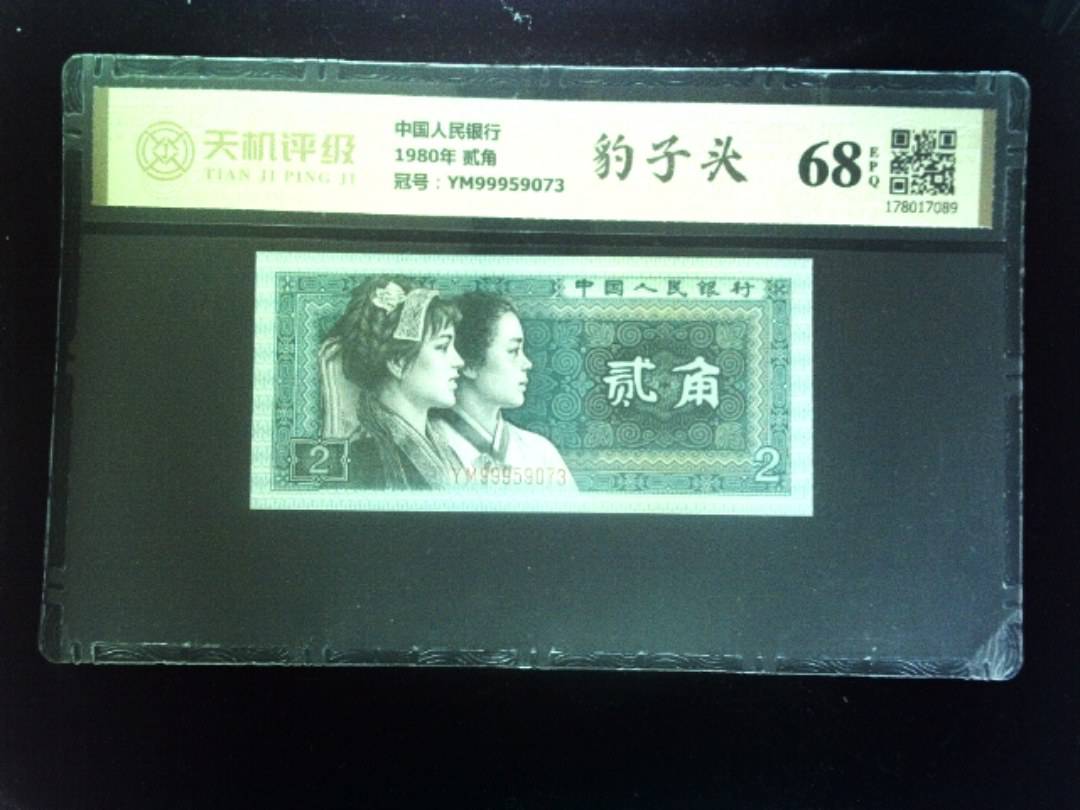 天机评级
TIAN JI PING JI
中国人民银行
1980年 贰角
冠号：YM99959073
豹子头
68
EPQ
178017089
中国人民银行
贰角
2
YM99959073
2